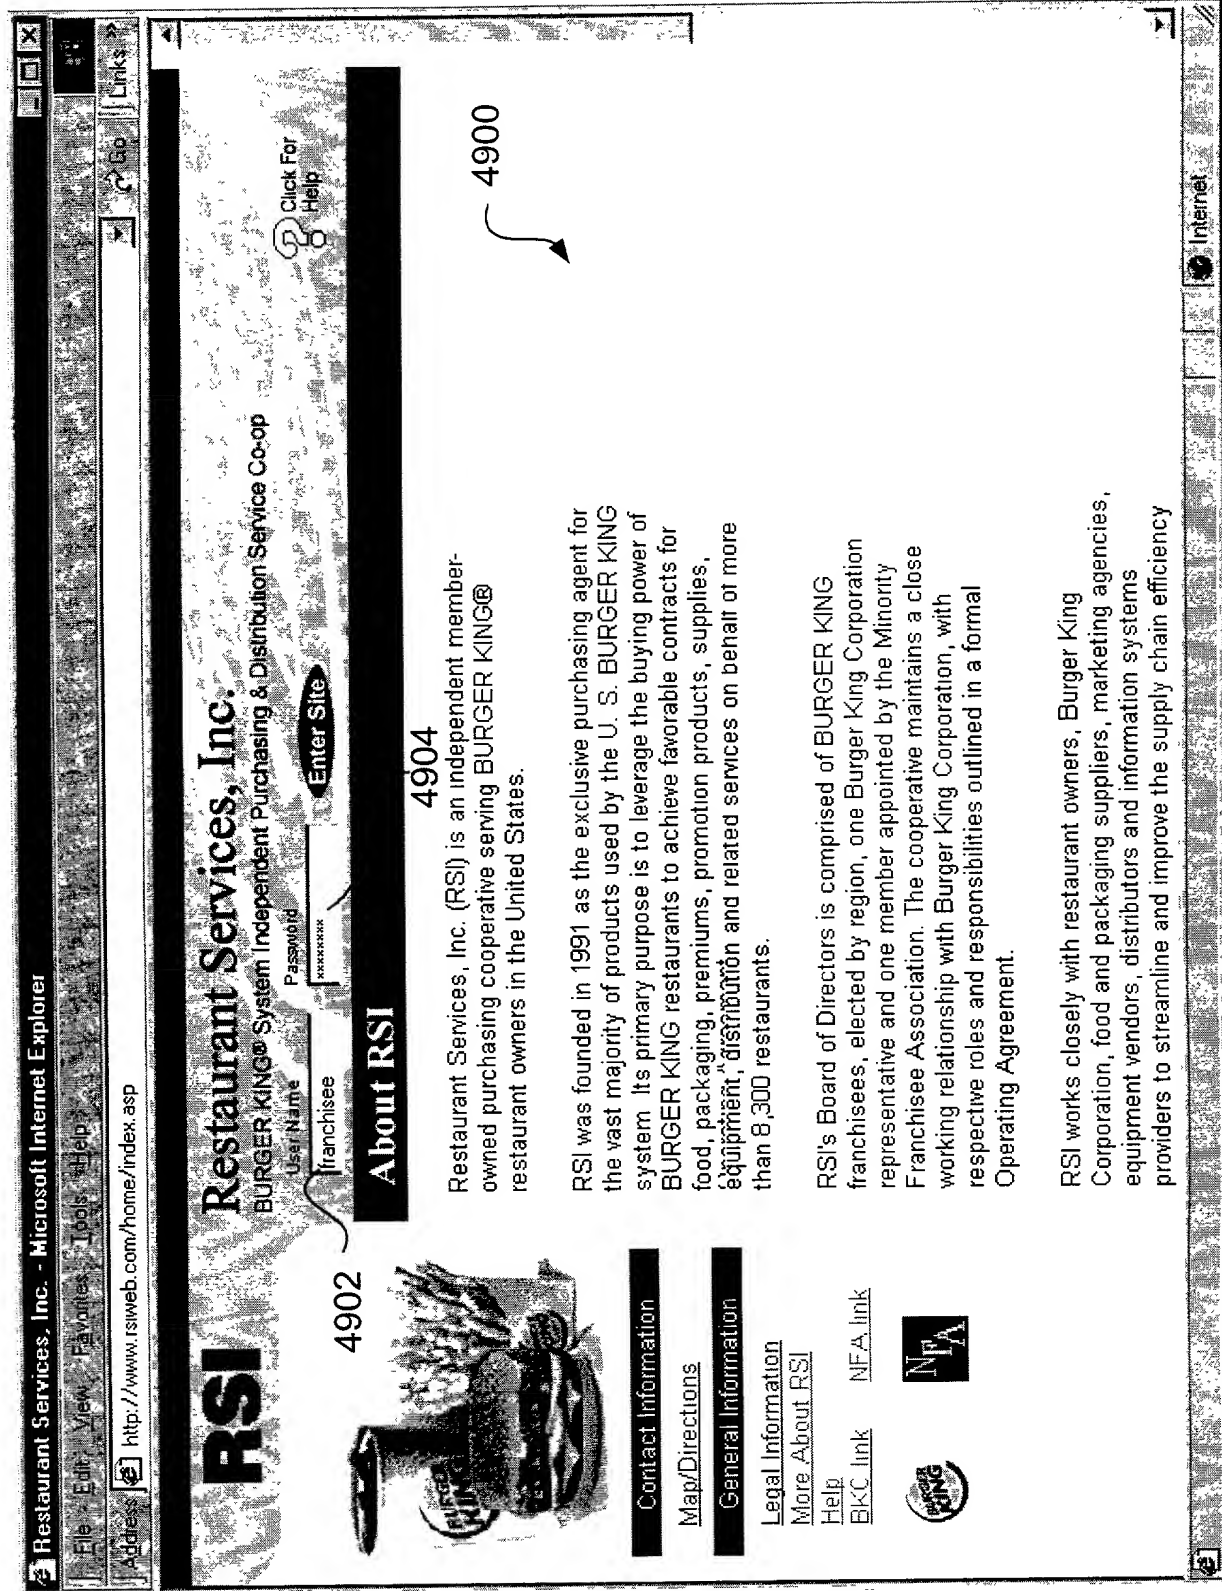 Restaurant Services, Inc. - Microsoft Internet Explorer
File Edit View Favorites Tools Help
Address http://www.rsiweb.com/home/index.asp Go Links »
RSI
Restaurant Services, Inc.
BURGER KING® System Independent Purchasing & Distribution Service Co-op
User Name Password
franchisee xxxxxxxx Enter Site
Click For
Help
4902
4904
4900
About RSI
BURGER
KING
Contact Information
Map/Directions
General Information
Legal Information
More About RSI
Help
BKC link NFA link
BURGER
KING
NFA
Restaurant Services, Inc. (RSI) is an independent member-
owned purchasing cooperative serving BURGER KING®
restaurant owners in the United States.
RSI was founded in 1991 as the exclusive purchasing agent for
the vast majority of products used by the U. S. BURGER KING
system. Its primary purpose is to leverage the buying power of
BURGER KING restaurants to achieve favorable contracts for
food, packaging, premiums, promotion products, supplies,
equipment, distribution and related services on behalf of more
than 8,300 restaurants.
RSI's Board of Directors is comprised of BURGER KING
franchisees, elected by region, one Burger King Corporation
representative and one member appointed by the Minority
Franchisee Association. The cooperative maintains a close
working relationship with Burger King Corporation, with
respective roles and responsibilities outlined in a formal
Operating Agreement.
RSI works closely with restaurant owners, Burger King
Corporation, food and packaging suppliers, marketing agencies,
equipment vendors, distributors and information systems
providers to streamline and improve the supply chain efficiency
Internet